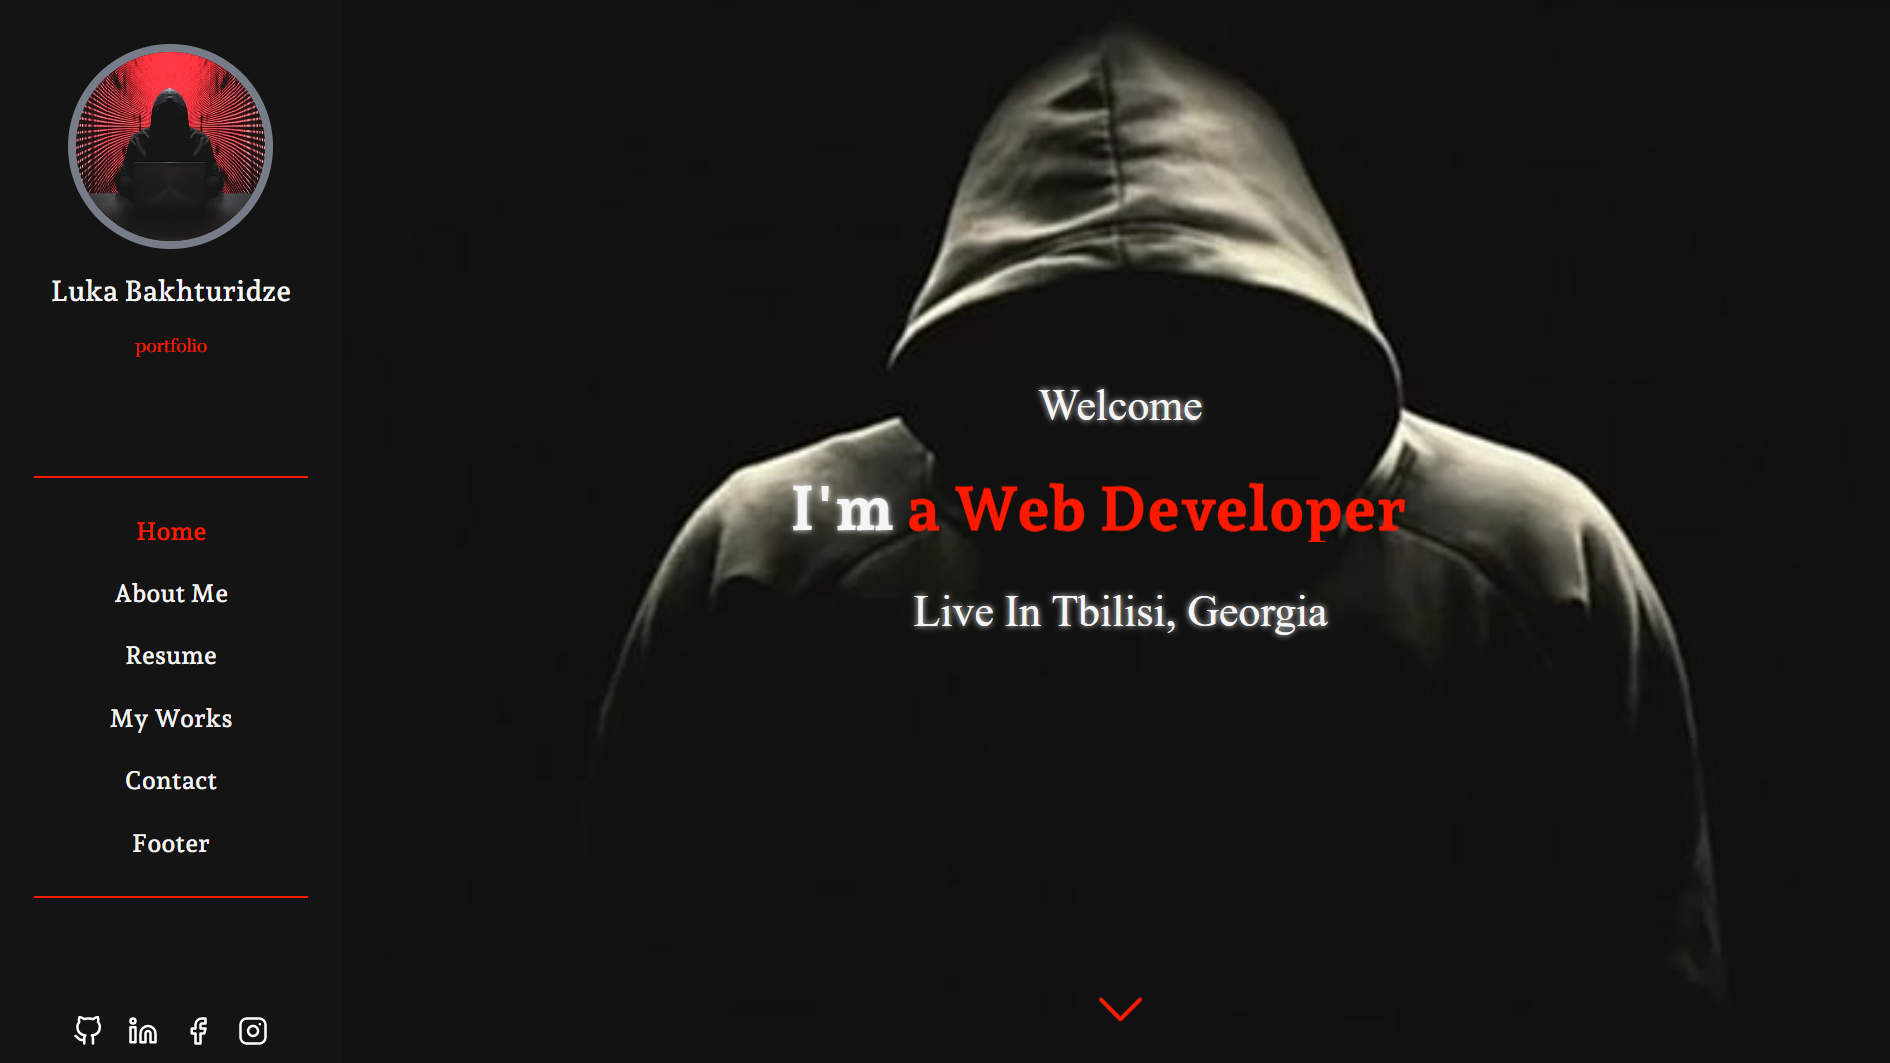 Luka Bakhturidze
portfolio
Home
About Me
Resume
My Works
Contact
Footer
Welcome
I'm a Web Developer
Live In Tbilisi, Georgia